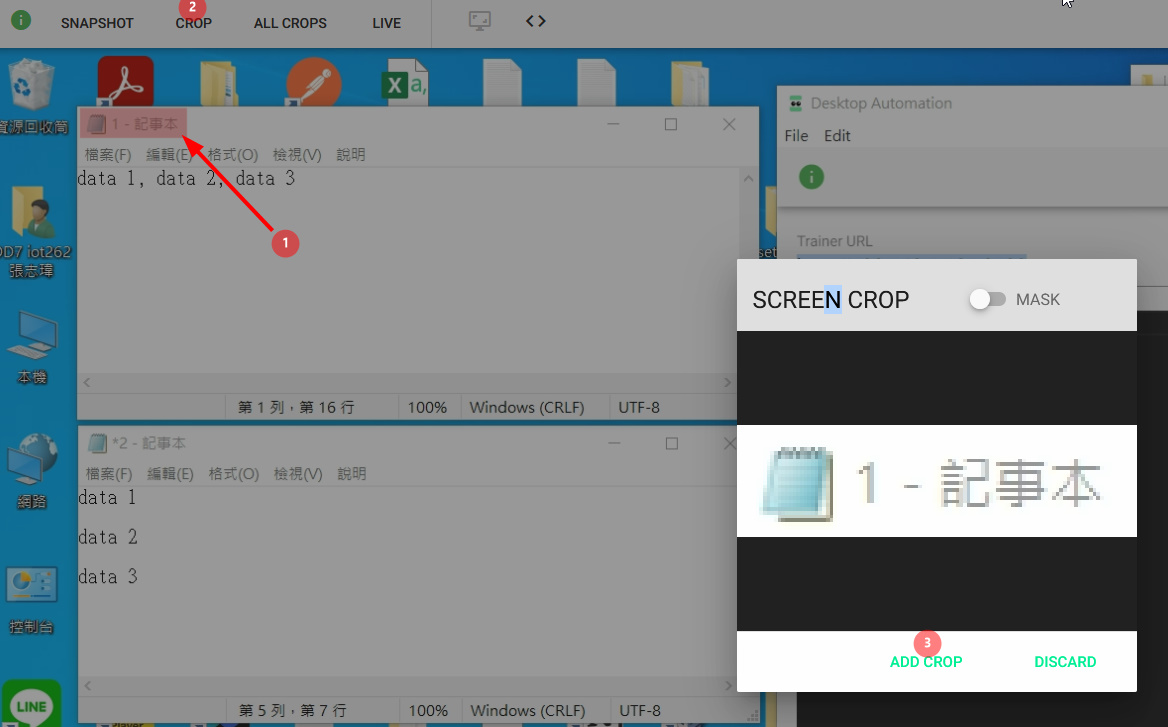 SNAPSHOT
2
CROP
ALL CROPS
LIVE
i
<>
X a,
資源回收筒
1 - 記事本
檔案(F) 編輯(E) 格式(O) 檢視(V) 說明
data 1, data 2, data 3
1
第 1 列，第 16 行
100%
Windows (CRLF)
UTF-8
Desktop Automation
File Edit
i
Trainer URL
set
iot262
張志瑋
本機
網路
控制台
LINE
*2 - 記事本
檔案(F) 編輯(E) 格式(O) 檢視(V) 說明
data 1
data 2
data 3
第 5 列，第 7 行
100%
Windows (CRLF)
UTF-8
SCREEN CROP
MASK
1 - 記事本
3
ADD CROP
DISCARD